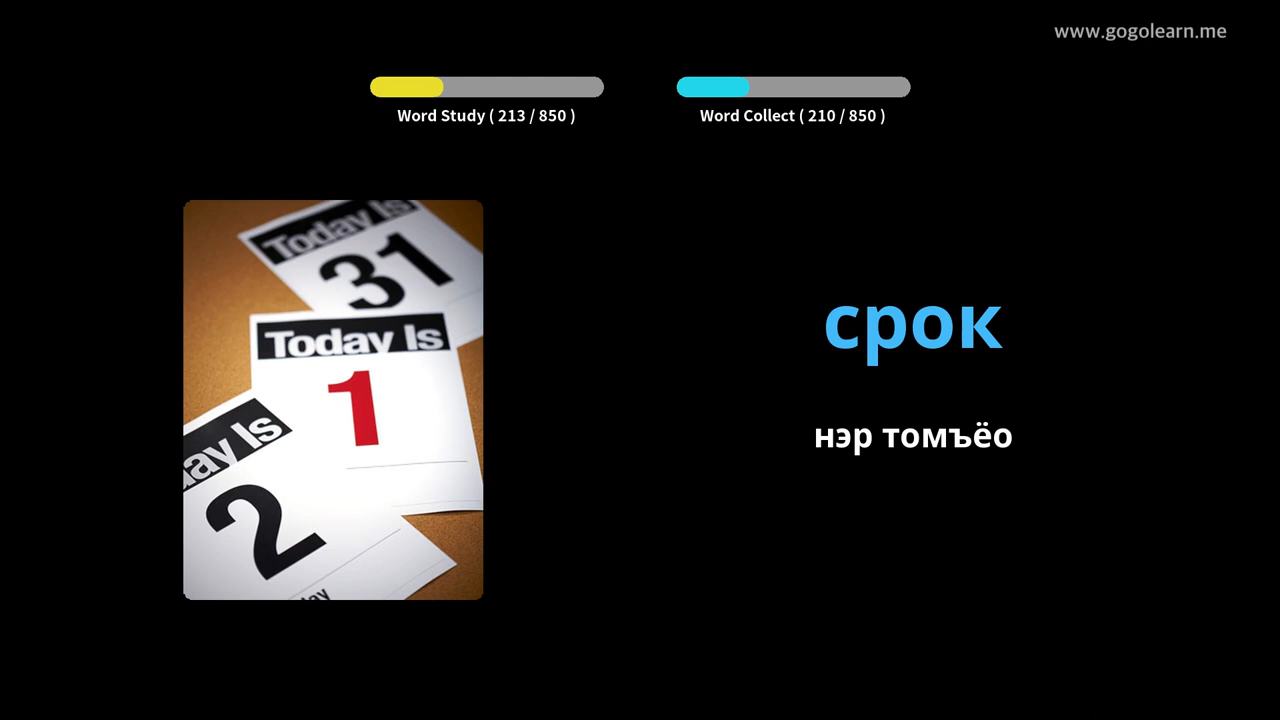 www.gogolearn.me
Word Study ( 213 / 850 )
Word Collect ( 210 / 850 )
Today Is
31
Today Is
1
ay Is
2
срок
нэр томъёо